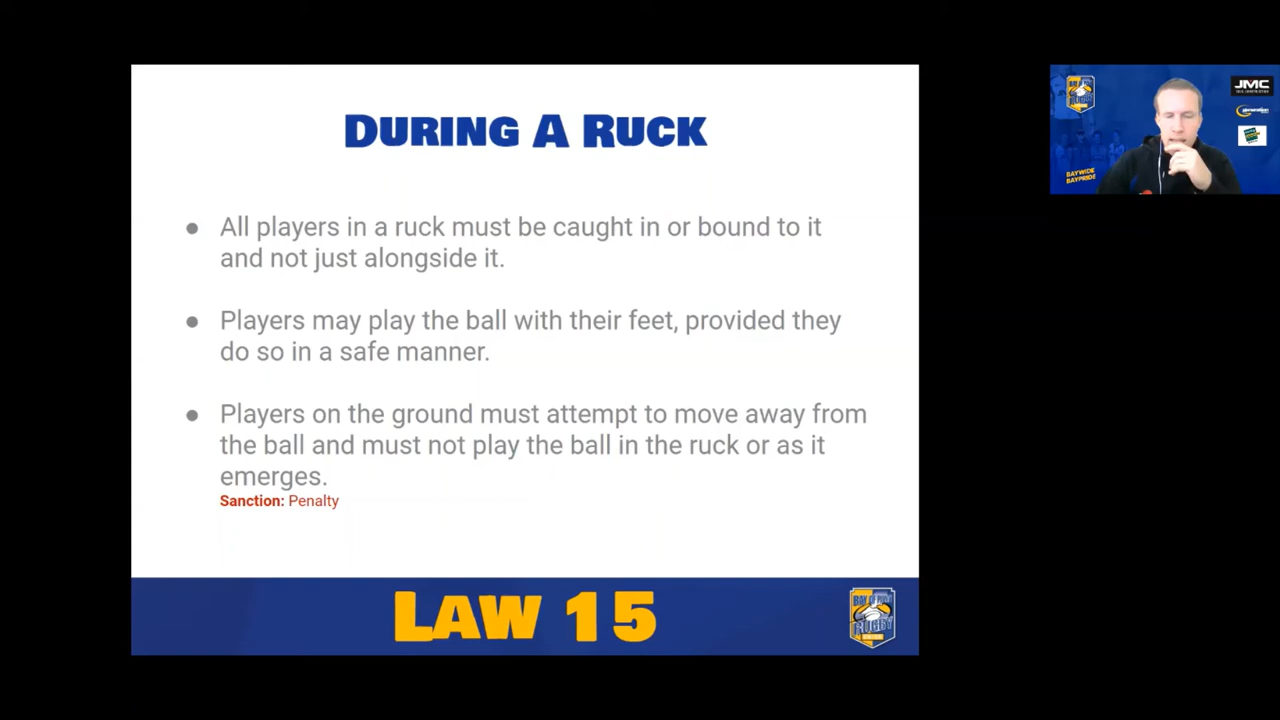 DURING A RUCK
● All players in a ruck must be caught in or bound to it
and not just alongside it.
● Players may play the ball with their feet, provided they
do so in a safe manner.
● Players on the ground must attempt to move away from
the ball and must not play the ball in the ruck or as it
emerges.
Sanction: Penalty
LAW 15
RUGBY
JMC
BAYWIDE
BAYPRIDE